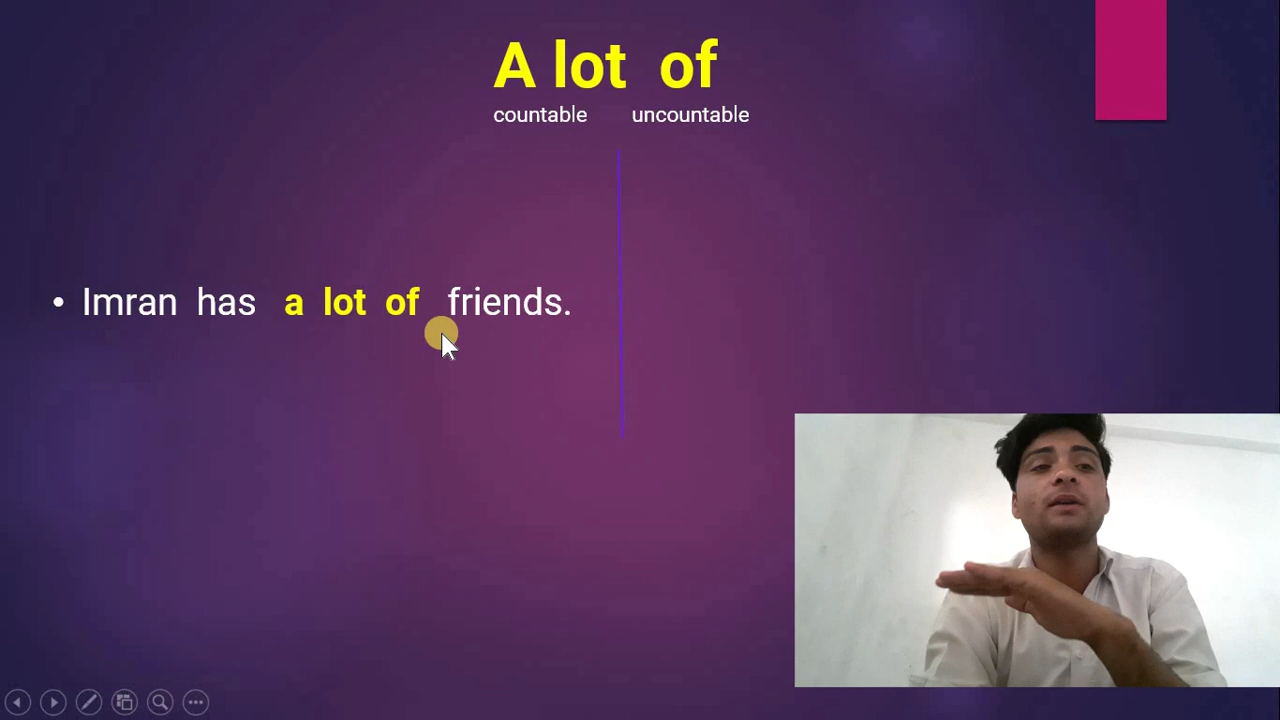 A lot of
countable uncountable
• Imran has a lot of friends.